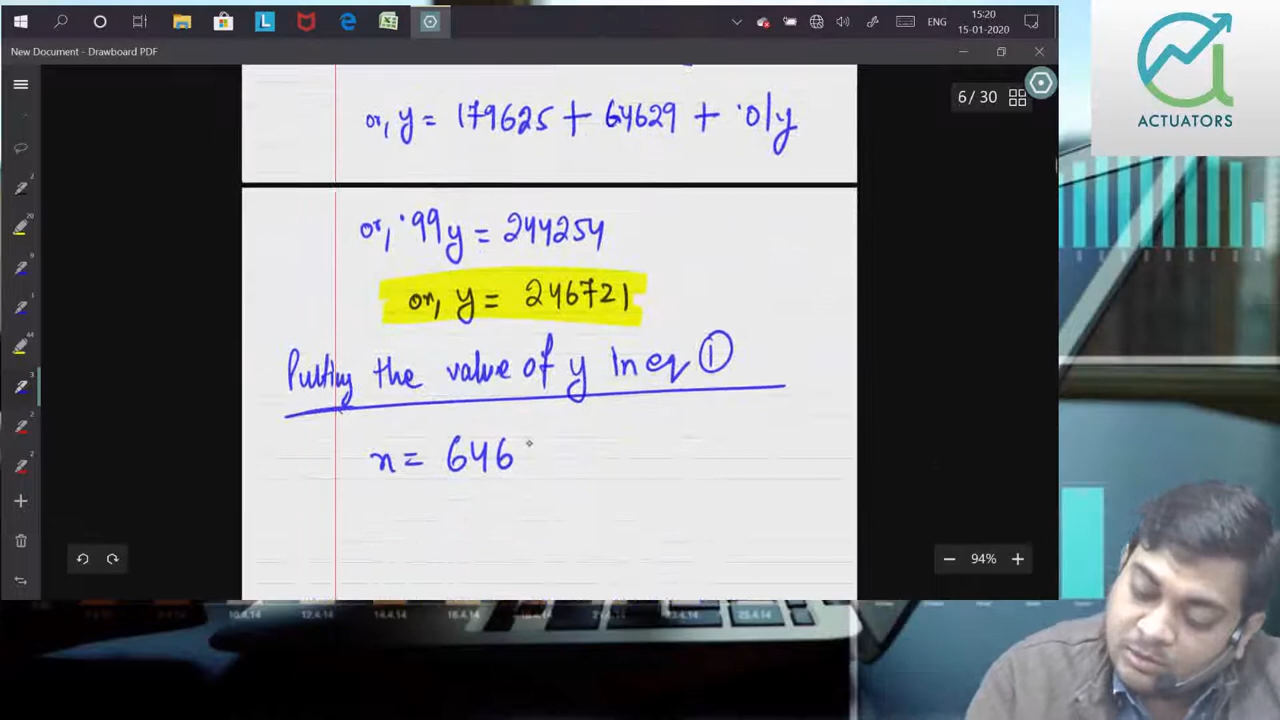 15:20
ENG
15-01-2020
New Document - Drawboard PDF
ACTUATORS
6 / 30
or, y = 179625 + 64629 + ·01y
or, ·99y = 244254
or, y = 246721
Putting the value of y in eq ①
x = 646
94%